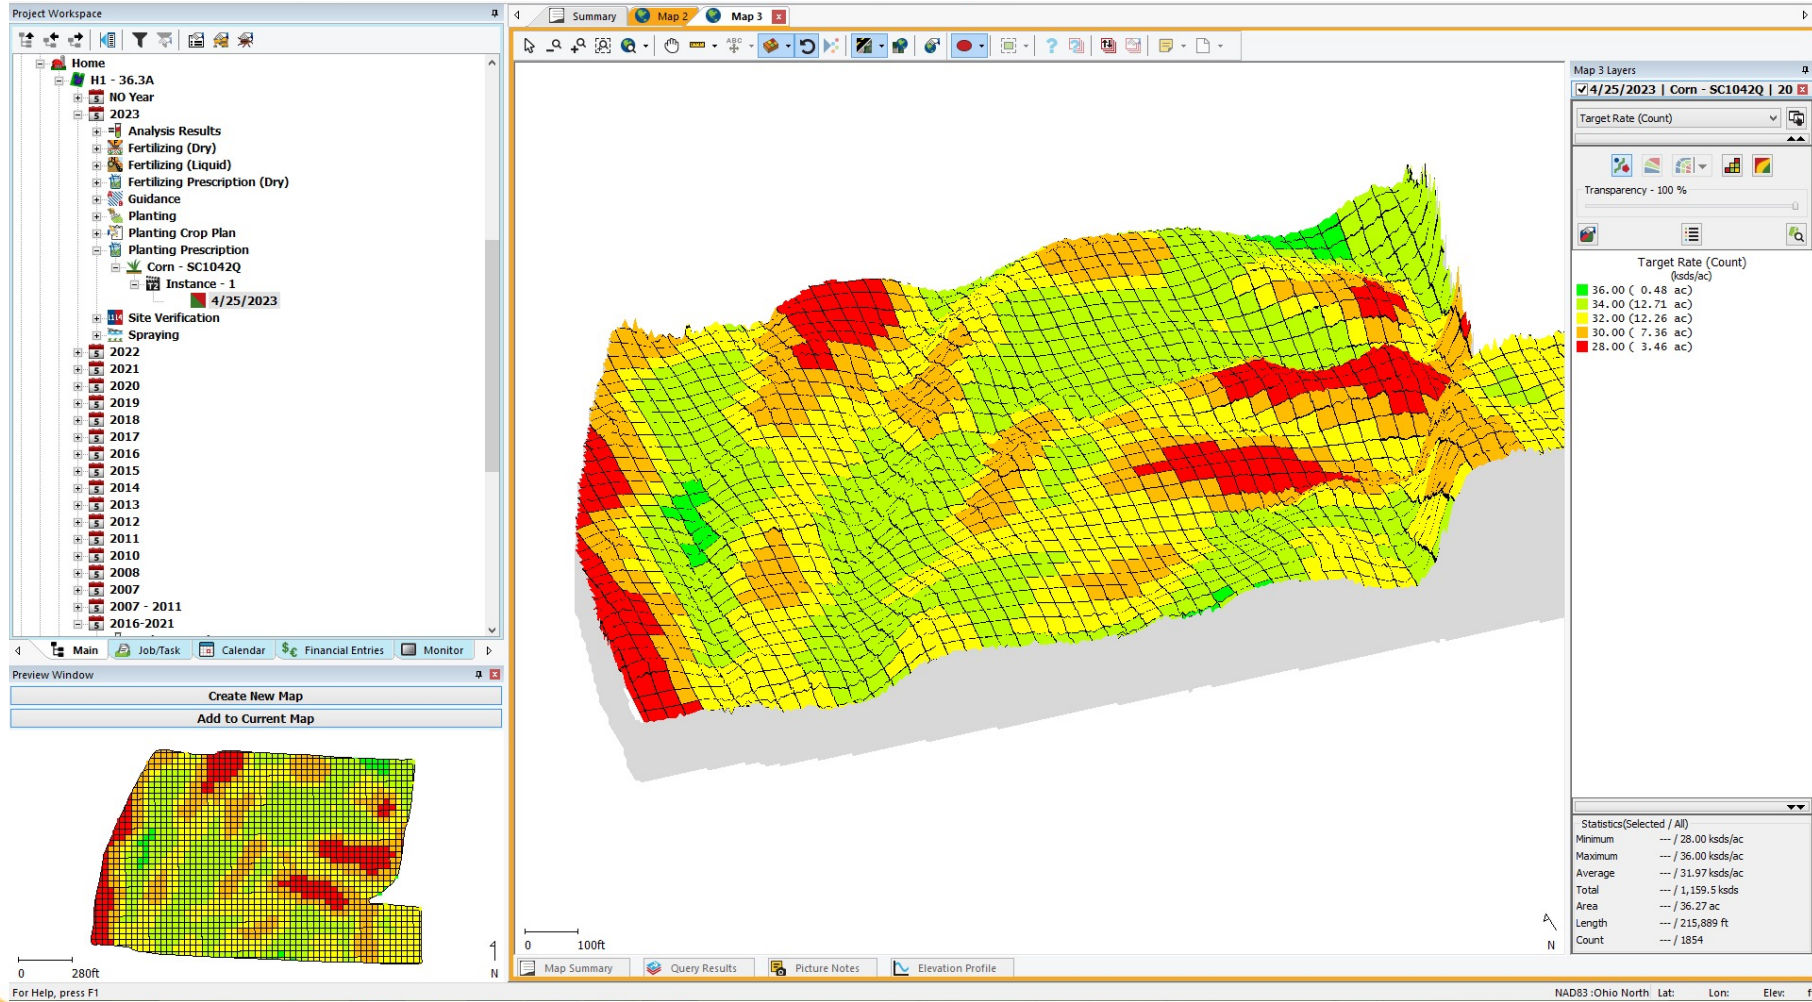 Project Workspace
Home
H1 - 36.3A
NO Year
2023
Analysis Results
Fertilizing (Dry)
Fertilizing (Liquid)
Fertilizing Prescription (Dry)
Guidance
Planting
Planting Crop Plan
Planting Prescription
Corn - SC1042Q
Instance - 1
4/25/2023
Site Verification
Spraying
2022
2021
2020
2019
2018
2017
2016
2015
2014
2013
2012
2011
2010
2008
2007
2007 - 2011
2016-2021
Main Job/Task Calendar Financial Entries Monitor
Preview Window
Create New Map
Add to Current Map
0 280ft
N
For Help, press F1
Summary Map 2 Map 3
ABC
0 100ft
N
Map Summary Query Results Picture Notes Elevation Profile
Map 3 Layers
4/25/2023 | Corn - SC1042Q | 20
Target Rate (Count)
Transparency - 100 %
Target Rate (Count)
(ksds/ac)
36.00 ( 0.48 ac)
34.00 (12.71 ac)
32.00 (12.26 ac)
30.00 ( 7.36 ac)
28.00 ( 3.46 ac)
Statistics(Selected / All)
Minimum --- / 28.00 ksds/ac
Maximum --- / 36.00 ksds/ac
Average --- / 31.97 ksds/ac
Total --- / 1,159.5 ksds
Area --- / 36.27 ac
Length --- / 215,889 ft
Count --- / 1854
NAD83 :Ohio North Lat: Lon: Elev: f